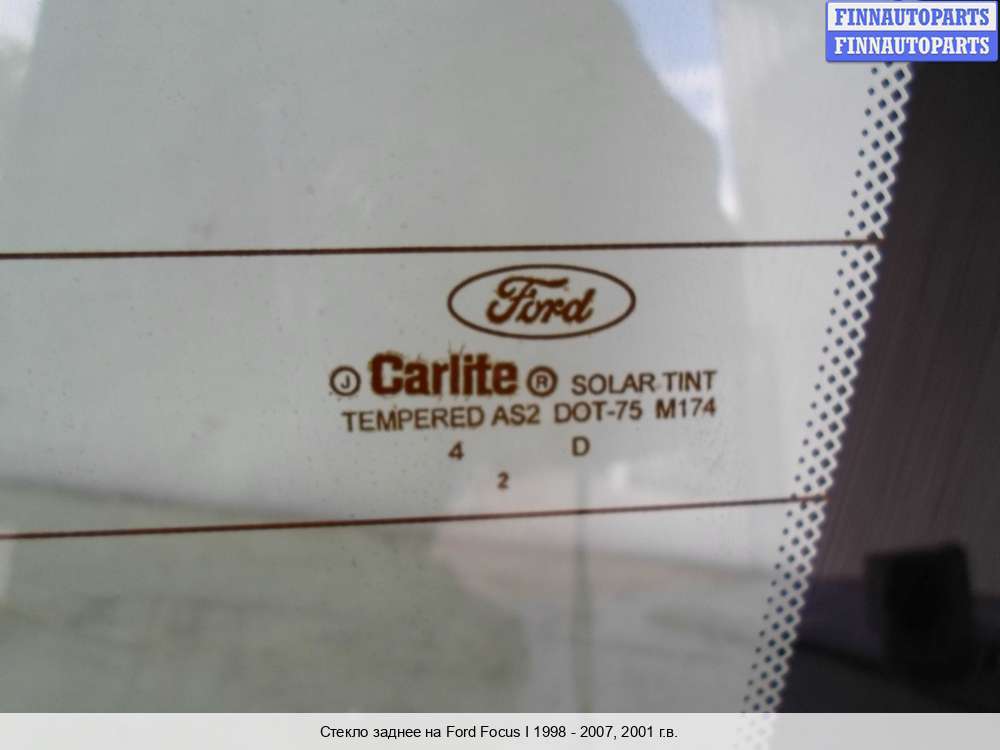 FINNAUTOPARTS
FINNAUTOPARTS
Ford
J Carlite ® SOLAR TINT
TEMPERED AS2 DOT-75 M174
4 D
2
Стекло заднее на Ford Focus I 1998 - 2007, 2001 г.в.